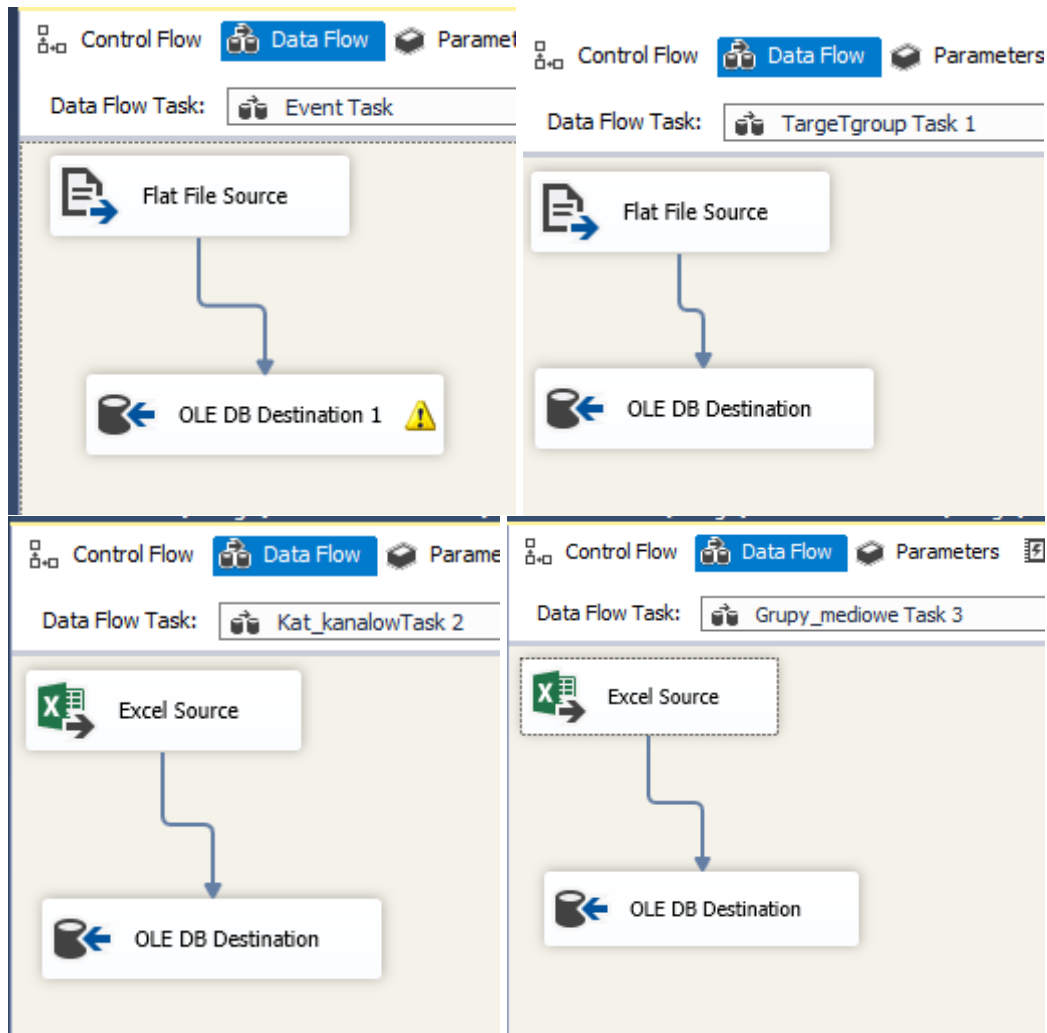 Control Flow Data Flow Paramet
Data Flow Task: Event Task
Flat File Source
OLE DB Destination 1
Control Flow Data Flow Parameters
Data Flow Task: TargeTgroup Task 1
Flat File Source
OLE DB Destination
Control Flow Data Flow Parame
Data Flow Task: Kat_kanalowTask 2
Excel Source
OLE DB Destination
Control Flow Data Flow Parameters
Data Flow Task: Grupy_mediowe Task 3
Excel Source
OLE DB Destination